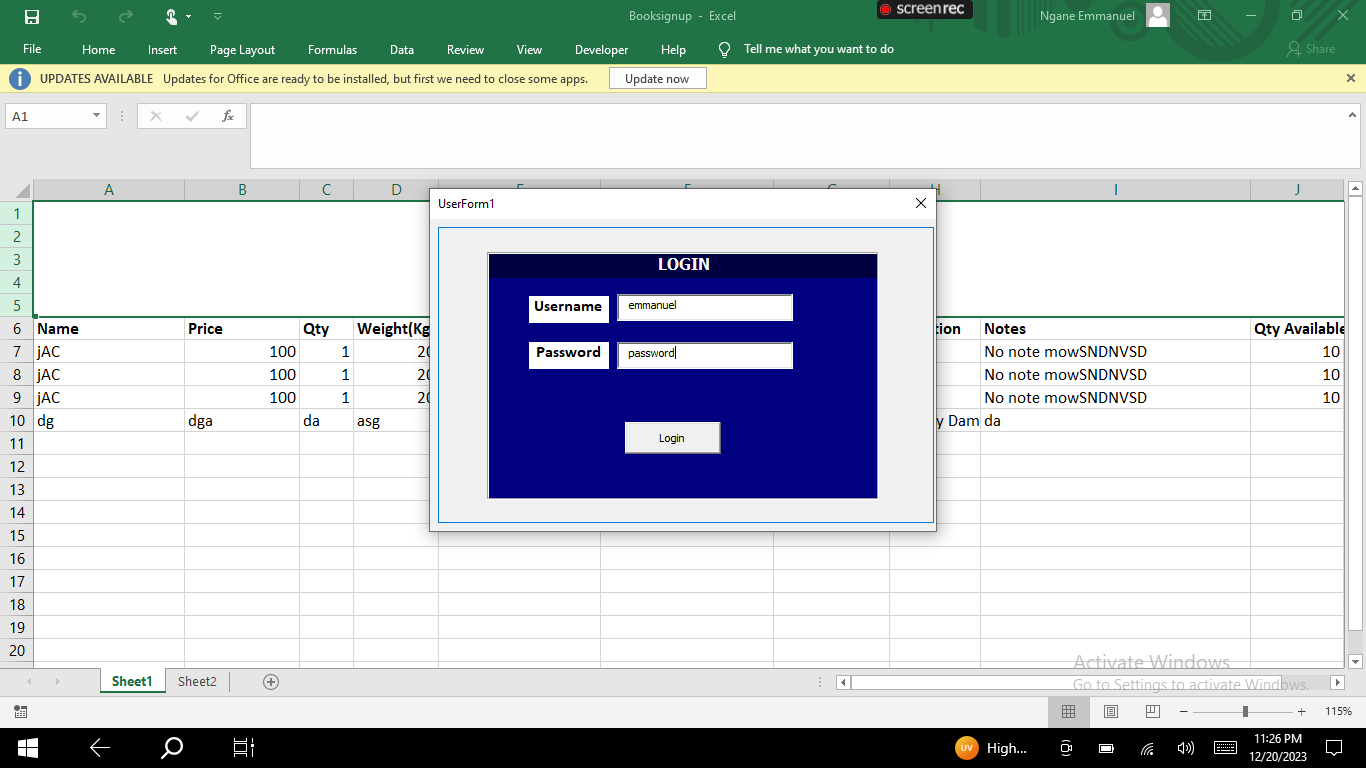 Booksignup - Excel
screenrec
Ngane Emmanuel
File Home Insert Page Layout Formulas Data Review View Developer Help Tell me what you want to do Share
UPDATES AVAILABLE Updates for Office are ready to be installed, but first we need to close some apps. Update now
A1 fx
A B C D I J
1
2
3
4
5
6 Name Price Qty Weight(Kg Notes Qty Available
7 jAC 100 1 No note mowSNDNVSD 10
8 jAC 100 1 No note mowSNDNVSD 10
9 jAC 100 1 No note mowSNDNVSD 10
10 dg dga da asg y Dam da
11
12
13
14
15
16
17
18
19
20
UserForm1
LOGIN
Username emmanuel
Password password
Login
Sheet1 Sheet2
Activate Windows
Go to Settings to activate Windows.
115%
UV High... 11:26 PM
12/20/2023